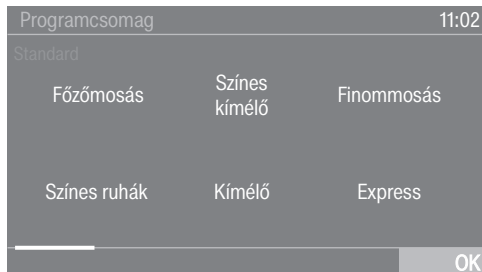 Programcsomag 11:02
Standard
Főzőmosás Színes kímélő Finommosás
Színes ruhák Kímélő Express
OK